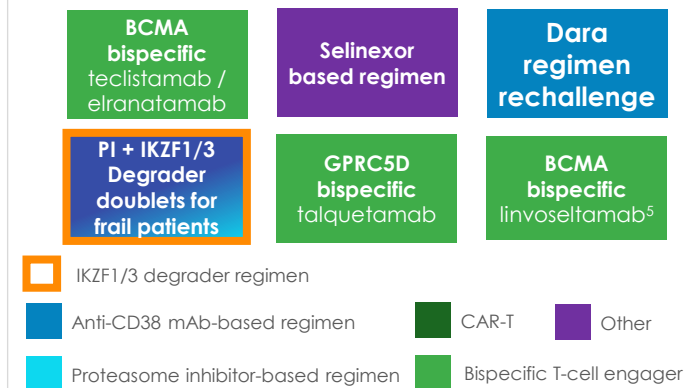 BCMA
bispecific
teclistamab /
elranatamab
Selinexor
based regimen
Dara
regimen
rechallenge
PI + IKZF1/3
Degrader
doublets for
frail patients
GPRC5D
bispecific
talquetamab
BCMA
bispecific
linvoseltamab⁵
IKZF1/3 degrader regimen
Anti-CD38 mAb-based regimen
CAR-T
Other
Proteasome inhibitor-based regimen
Bispecific T-cell engager